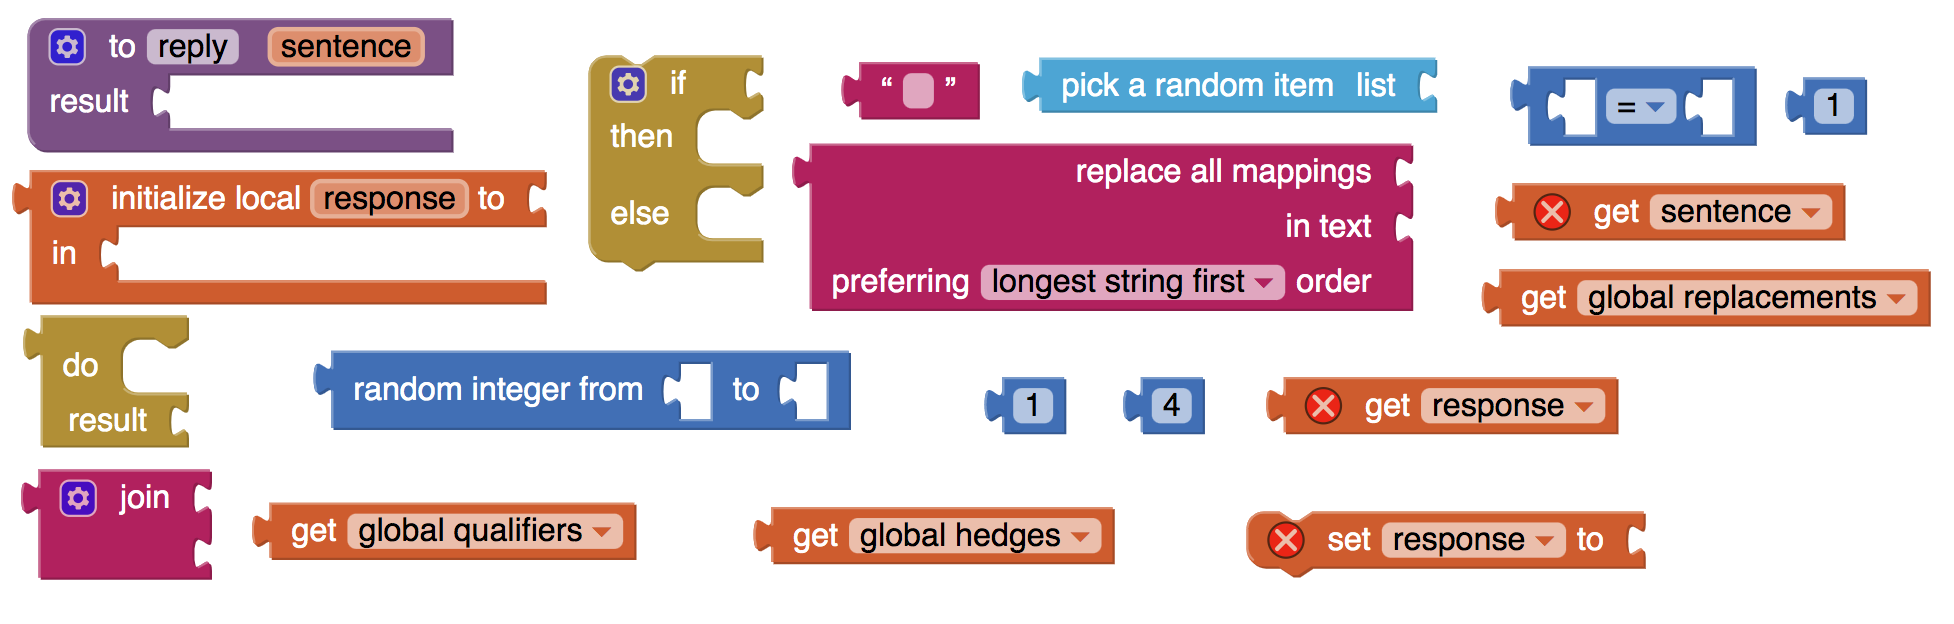 to reply sentence
result
initialize local response to
in
do
result
join
if
then
else
“ ”
pick a random item list
replace all mappings
in text
preferring longest string first order
= 
1
get sentence
get global replacements
random integer from to
1
4
get response
get global qualifiers
get global hedges
set response to